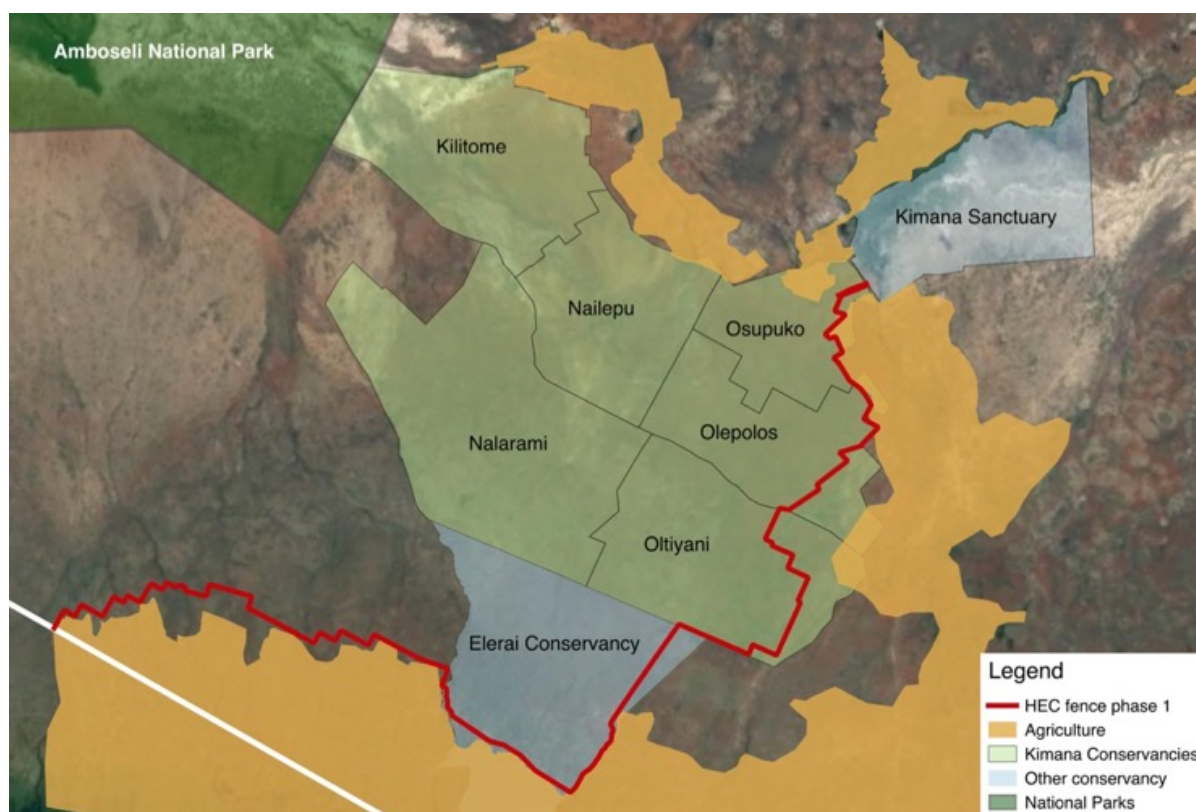 Amboseli National Park
Kilitome
Kimana Sanctuary
Nailepu
Osupuko
Olepolos
Nalarami
Oltiyani
Elerai Conservancy
Legend
HEC fence phase 1
Agriculture
Kimana Conservancies
Other conservancy
National Parks